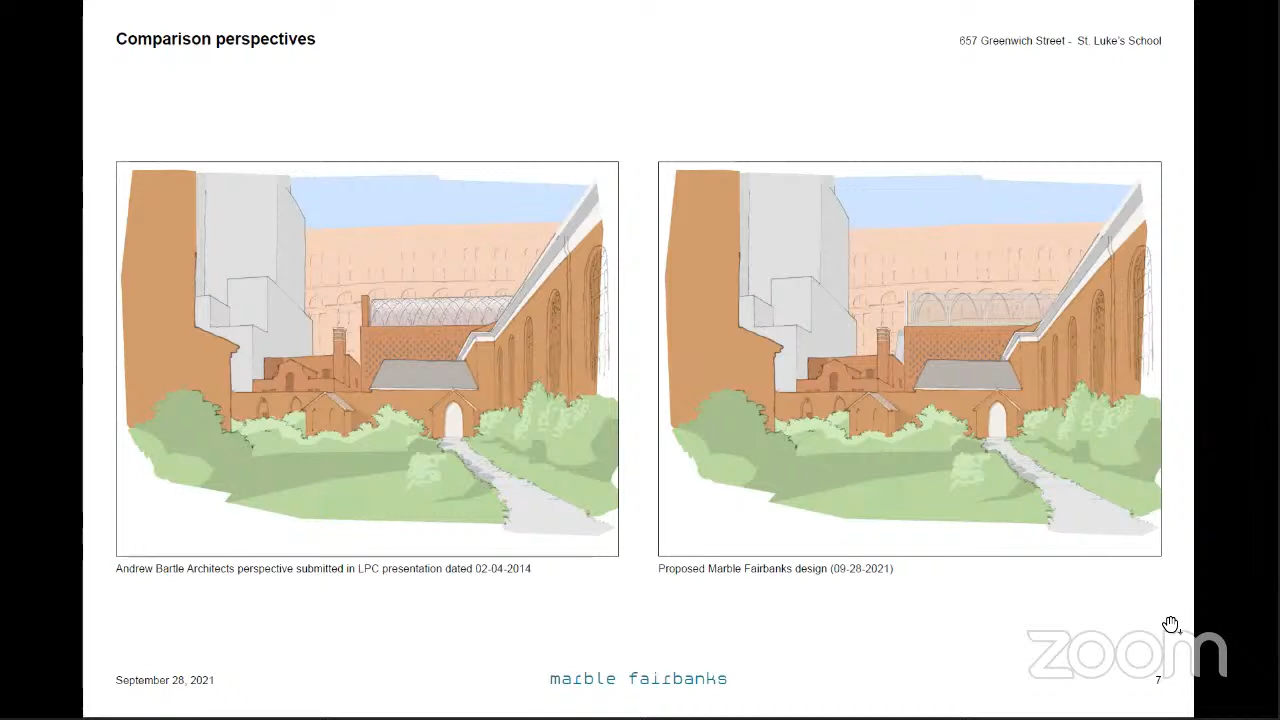 Comparison perspectives
657 Greenwich Street - St. Luke's School
Andrew Bartle Architects perspective submitted in LPC presentation dated 02-04-2014
Proposed Marble Fairbanks design (09-28-2021)
September 28, 2021
marble fairbanks
7
zoom